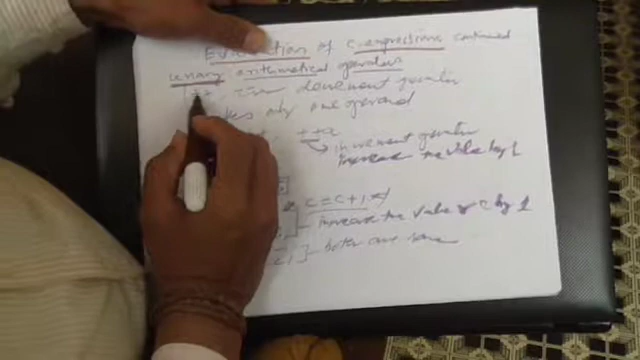 Evaluation of c-expressions continued
unary arithmetical operators
++ decrement operator
only one operand
++a
increment operator
increase the value by 1
c = c + 1
increase the value of c by 1
both are same